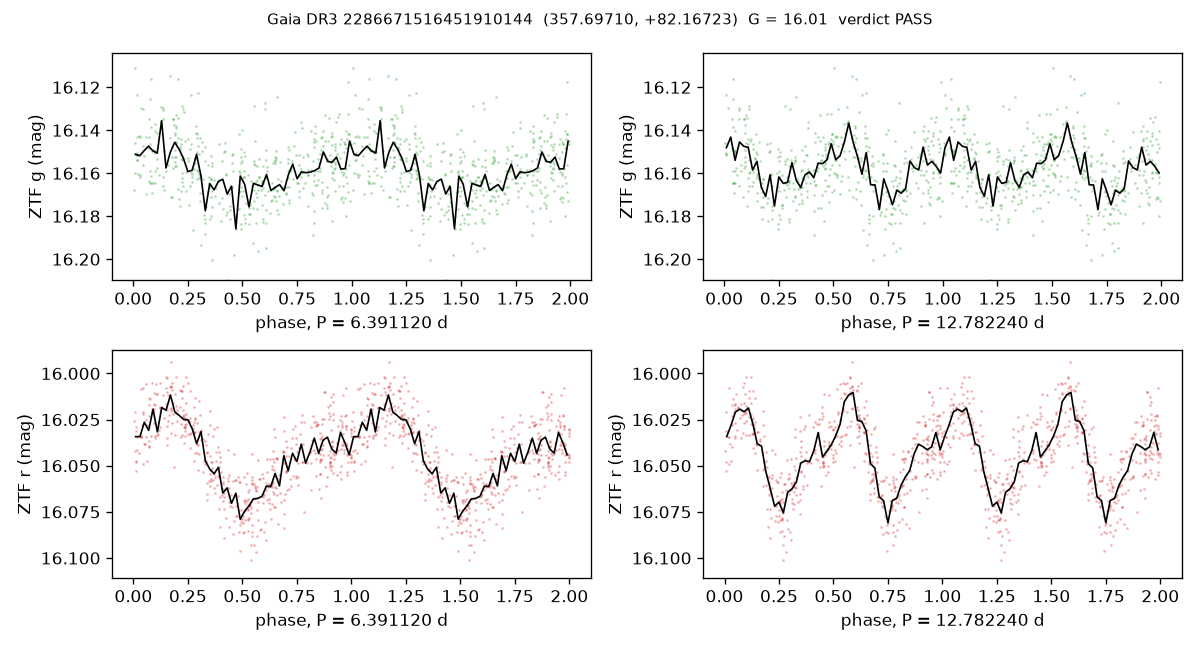 Gaia DR3 2286671516451910144 (357.69710, +82.16723) G = 16.01 verdict PASS
ZTF g (mag)
16.12
16.14
16.16
16.18
16.20
0.00 0.25 0.50 0.75 1.00 1.25 1.50 1.75 2.00
phase, P = 6.391120 d
ZTF g (mag)
16.12
16.14
16.16
16.18
16.20
0.00 0.25 0.50 0.75 1.00 1.25 1.50 1.75 2.00
phase, P = 12.782240 d
ZTF r (mag)
16.000
16.025
16.050
16.075
16.100
0.00 0.25 0.50 0.75 1.00 1.25 1.50 1.75 2.00
phase, P = 6.391120 d
ZTF r (mag)
16.000
16.025
16.050
16.075
16.100
0.00 0.25 0.50 0.75 1.00 1.25 1.50 1.75 2.00
phase, P = 12.782240 d